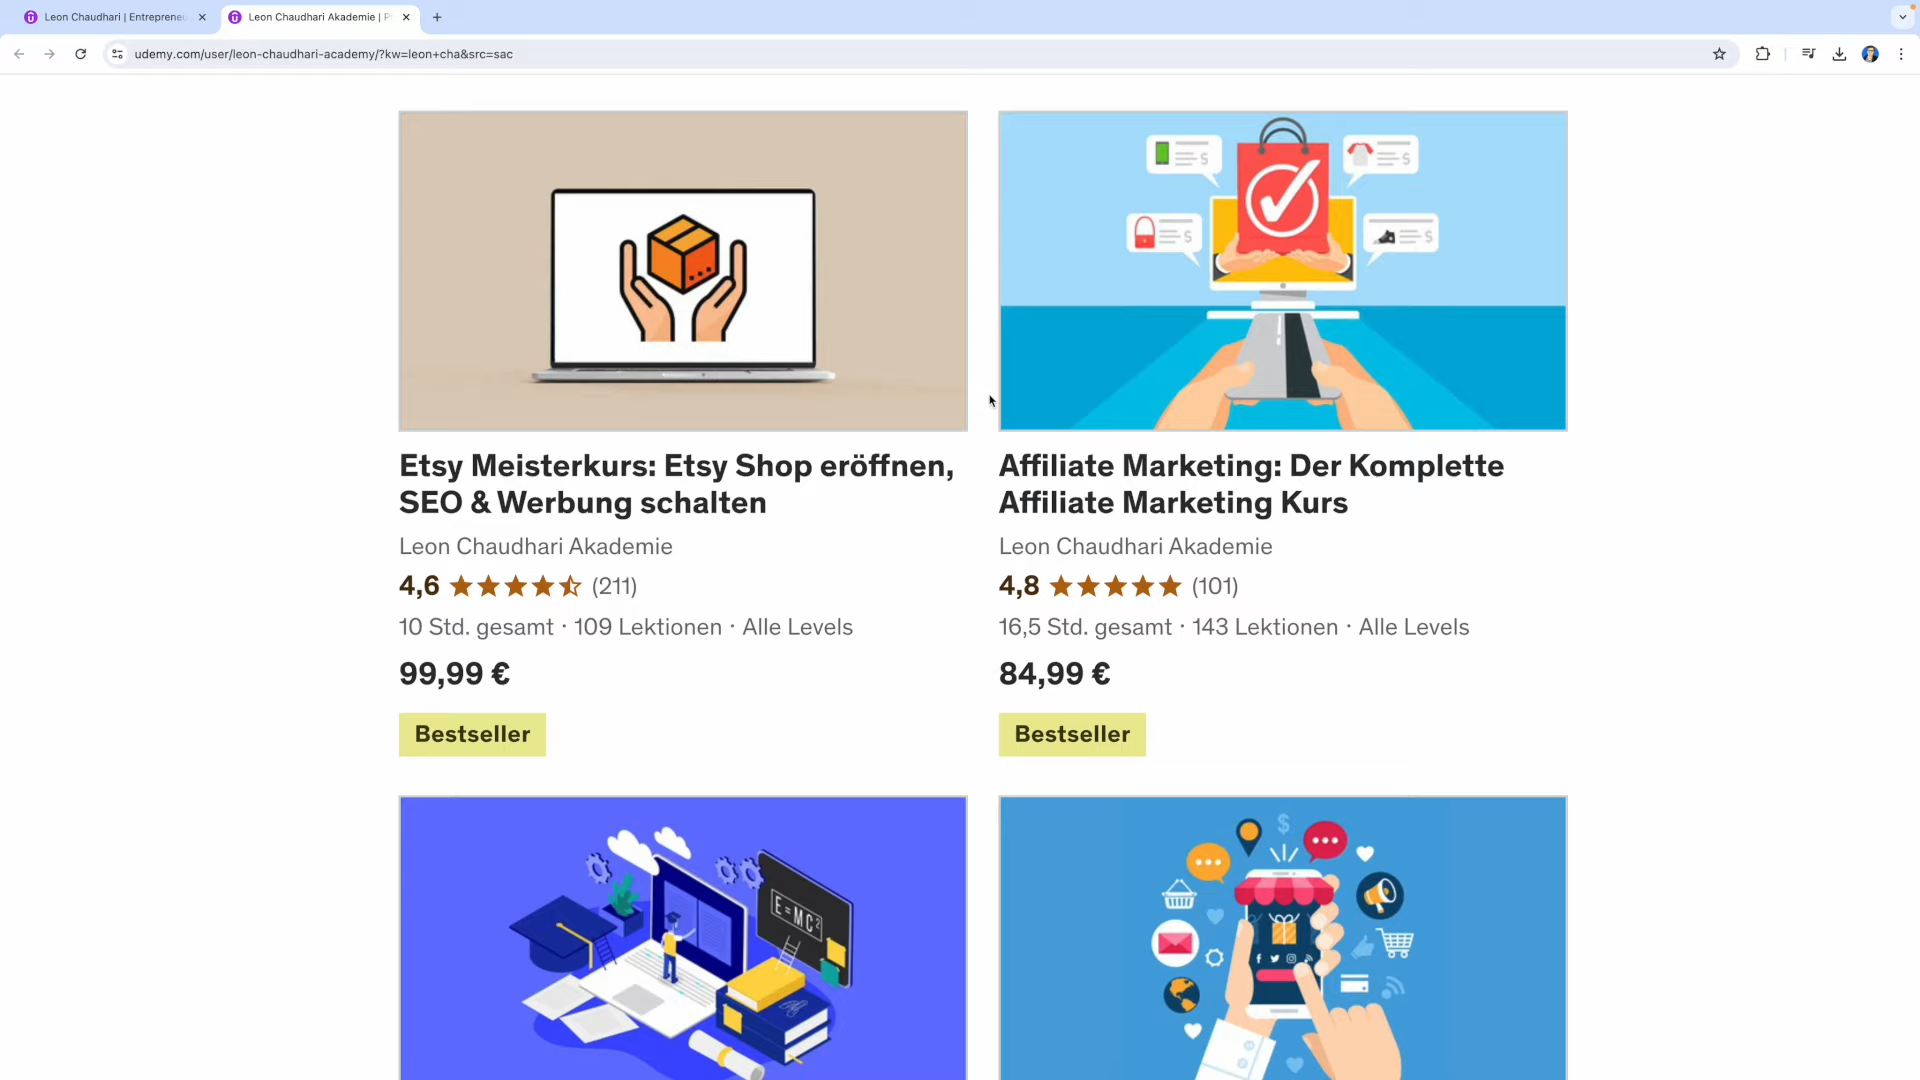 Leon Chaudhari | Entrepreneu
Leon Chaudhari Akademie | P
udemy.com/user/leon-chaudhari-academy/?kw=leon+cha&src=sac
$
$
$
$
Etsy Meisterkurs: Etsy Shop eröffnen,
SEO & Werbung schalten
Leon Chaudhari Akademie
4,6 (211)
10 Std. gesamt · 109 Lektionen · Alle Levels
99,99 €
Bestseller
Affiliate Marketing: Der Komplette
Affiliate Marketing Kurs
Leon Chaudhari Akademie
4,8 (101)
16,5 Std. gesamt · 143 Lektionen · Alle Levels
84,99 €
Bestseller
E=MC²
$